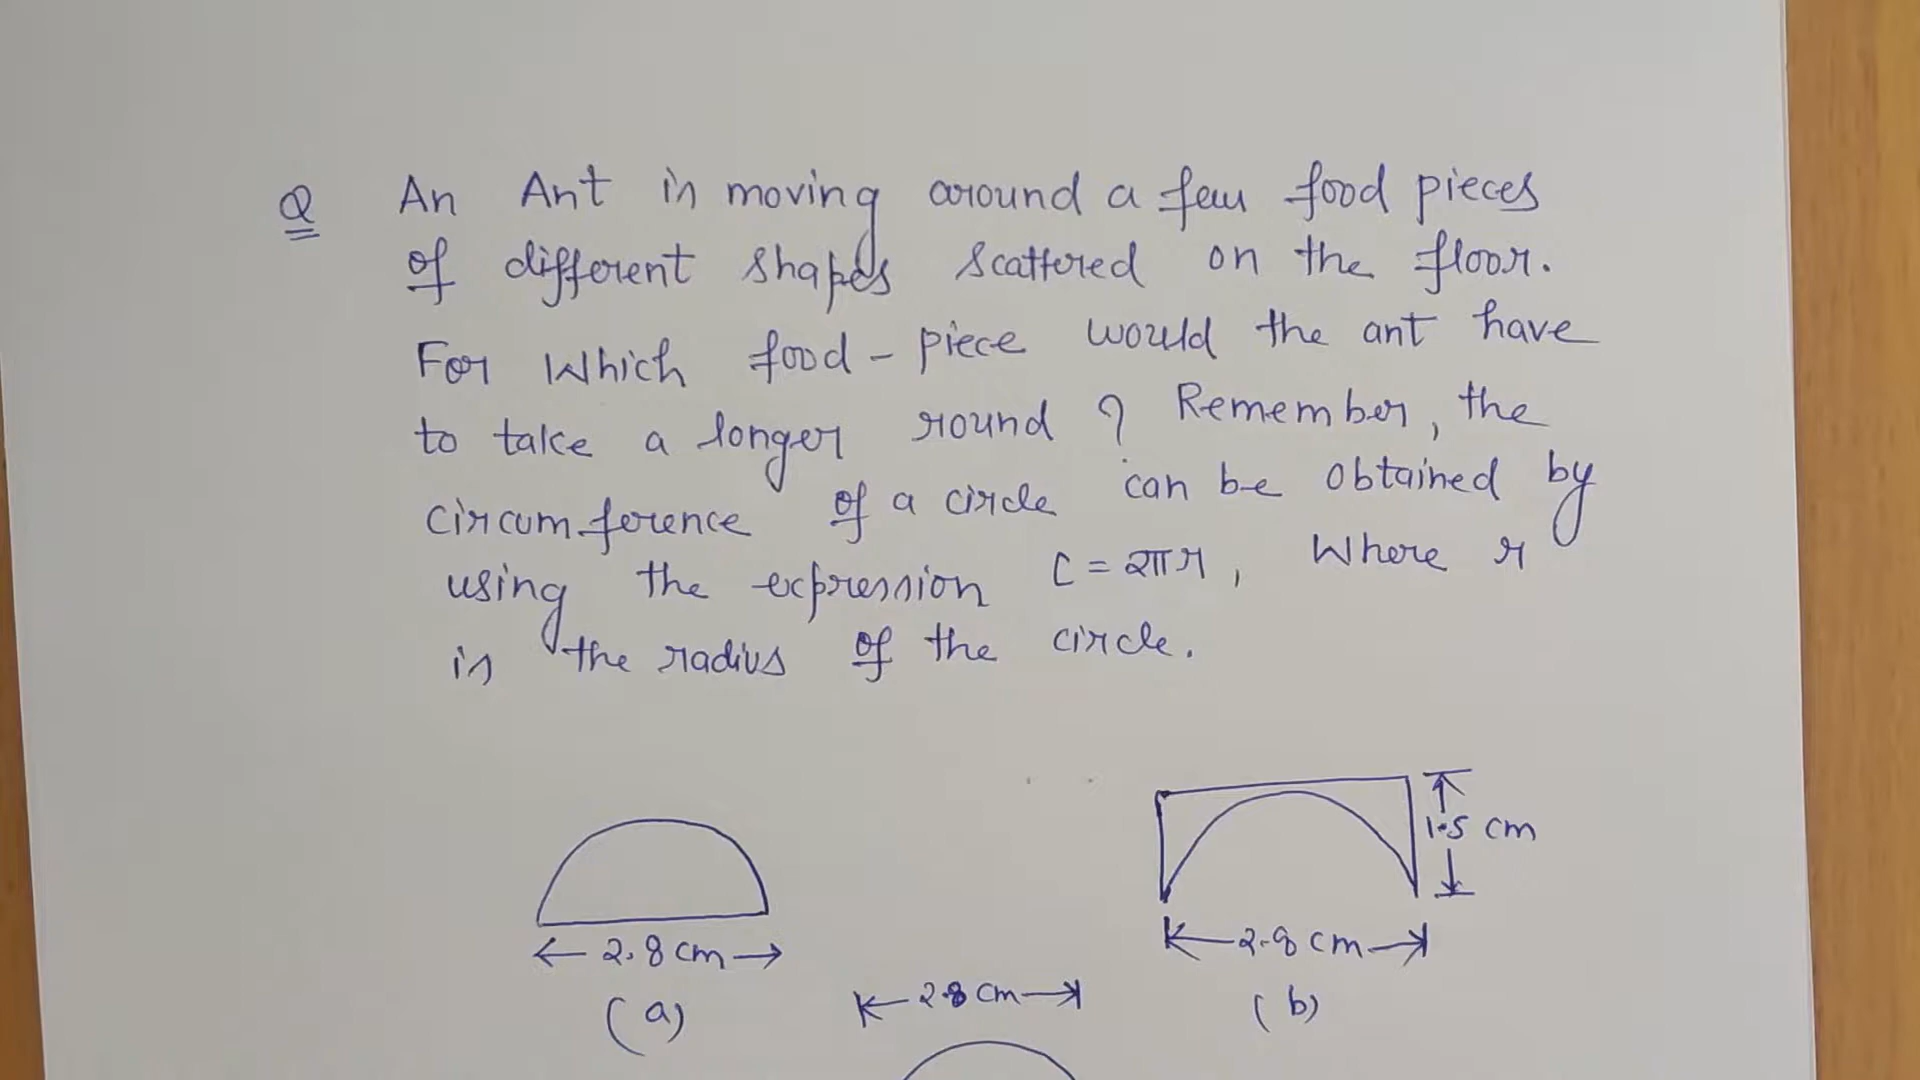 Q An Ant is moving around a few food pieces
of different shapes scattered on the floor.
For Which food-piece would the ant have
to take a longer round ? Remember, the
circumference of a circle can be obtained by
using the expression C = 2πr, Where r
is the radius of the circle.
1.5 cm
2.8 cm
2.8 cm
(a)
2.8 cm
(b)